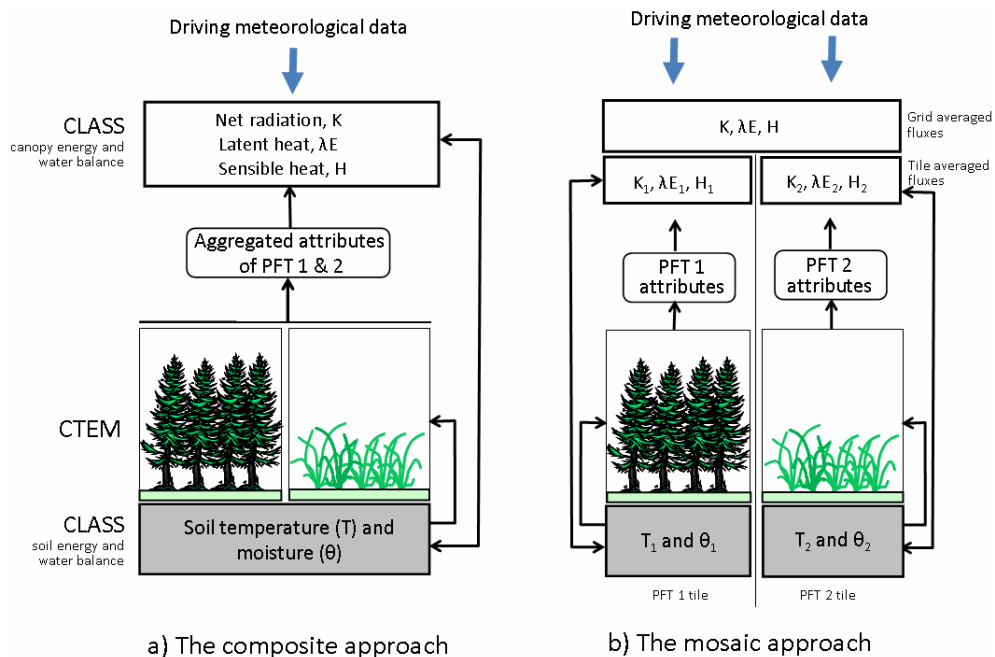 Driving meteorological data
CLASS
canopy energy and
water balance
Net radiation, K
Latent heat, λE
Sensible heat, H
Aggregated attributes
of PFT 1 & 2
CTEM
CLASS
soil energy and
water balance
Soil temperature (T) and
moisture (θ)
a) The composite approach
Driving meteorological data
K, λE, H
Grid averaged
fluxes
K₁, λE₁, H₁
K₂, λE₂, H₂
Tile averaged
fluxes
PFT 1
attributes
PFT 2
attributes
T₁ and θ₁
T₂ and θ₂
PFT 1 tile
PFT 2 tile
b) The mosaic approach